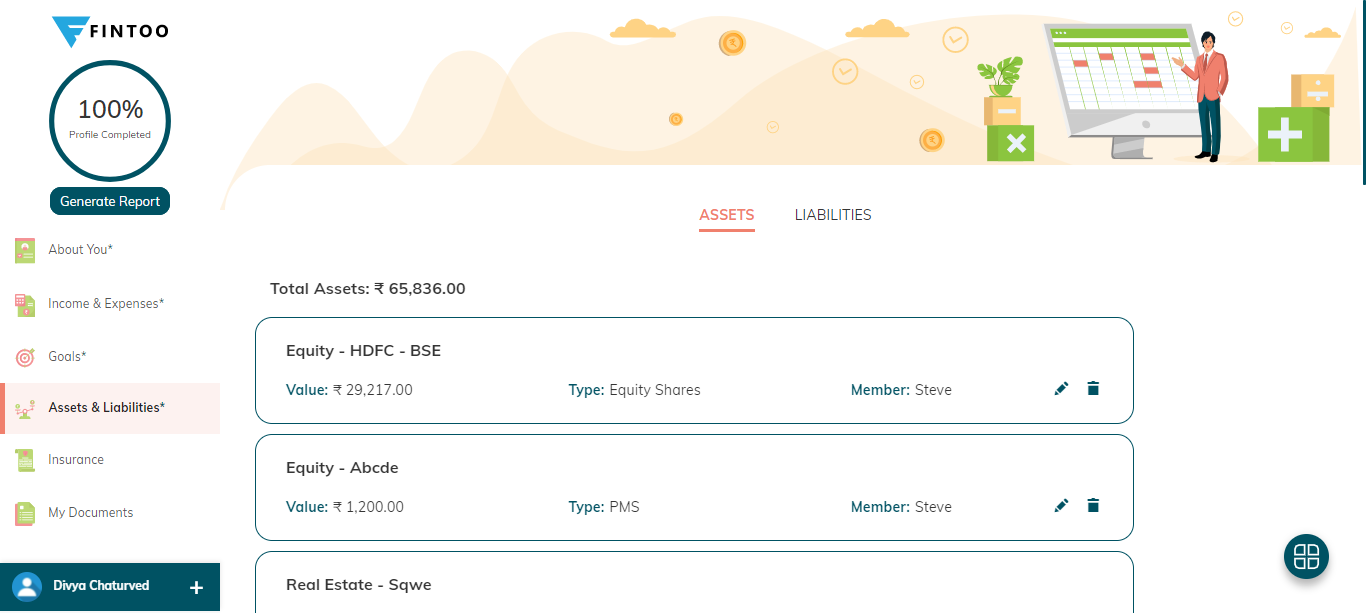 FINTOO
100%
Profile Completed
Generate Report
About You*
Income & Expenses*
Goals*
Assets & Liabilities*
Insurance
My Documents
Divya Chaturved
ASSETS LIABILITIES
Total Assets: ₹ 65,836.00
Equity - HDFC - BSE
Value: ₹ 29,217.00 Type: Equity Shares Member: Steve
Equity - Abcde
Value: ₹ 1,200.00 Type: PMS Member: Steve
Real Estate - Sqwe